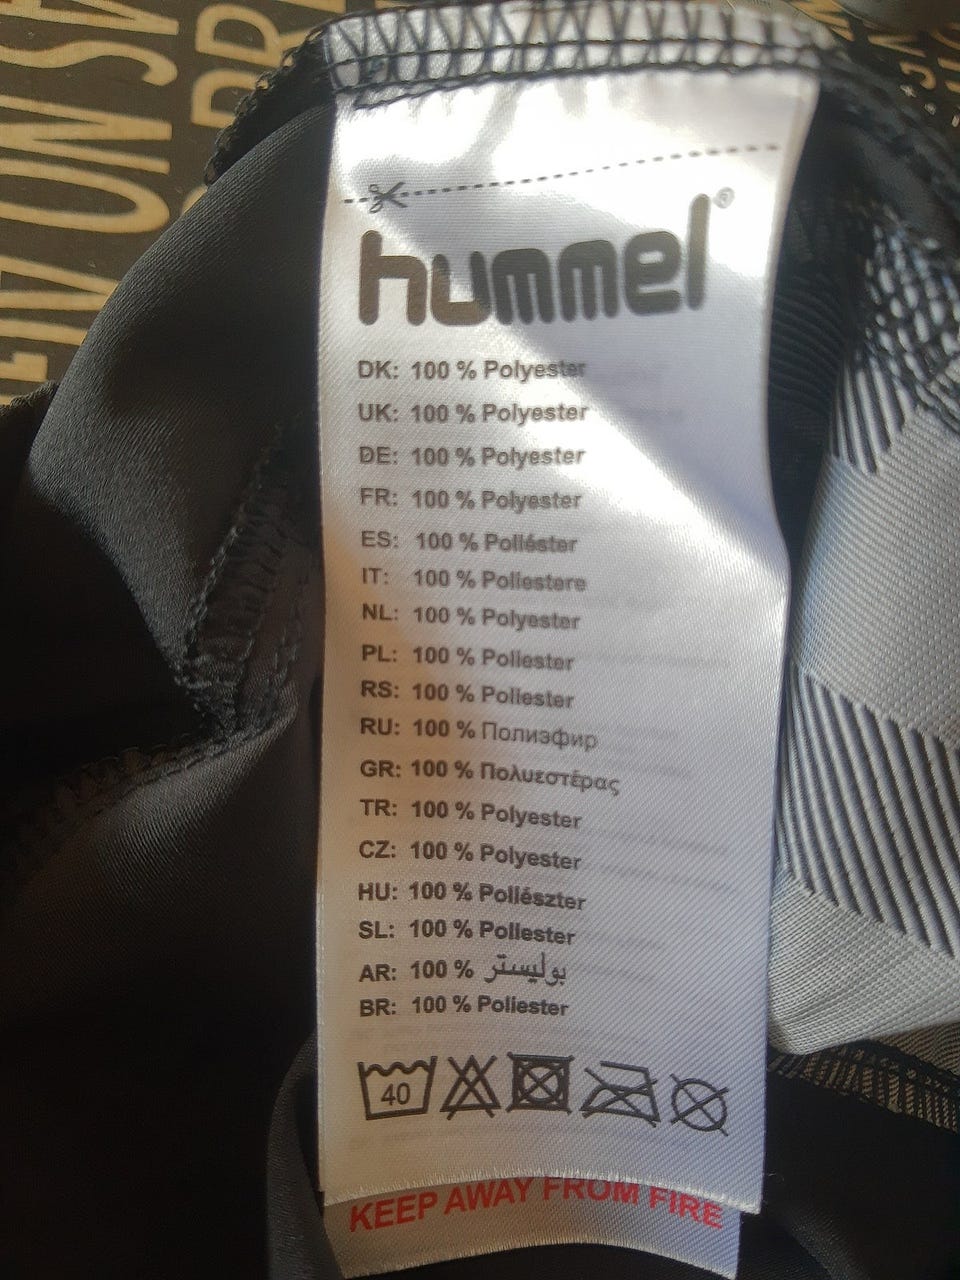 hummel®
DK: 100 % Polyester
UK: 100 % Polyester
DE: 100 % Polyester
FR: 100 % Polyester
ES: 100 % Poliéster
IT: 100 % Poliestere
NL: 100 % Polyester
PL: 100 % Poliester
RS: 100 % Poliester
RU: 100 % Полиэфир
GR: 100 % Πολυεστέρας
TR: 100 % Polyester
CZ: 100 % Polyester
HU: 100 % Poliészter
SL: 100 % Poliester
AR: 100 % بوليستر
BR: 100 % Poliester
40
KEEP AWAY FROM FIRE
ON